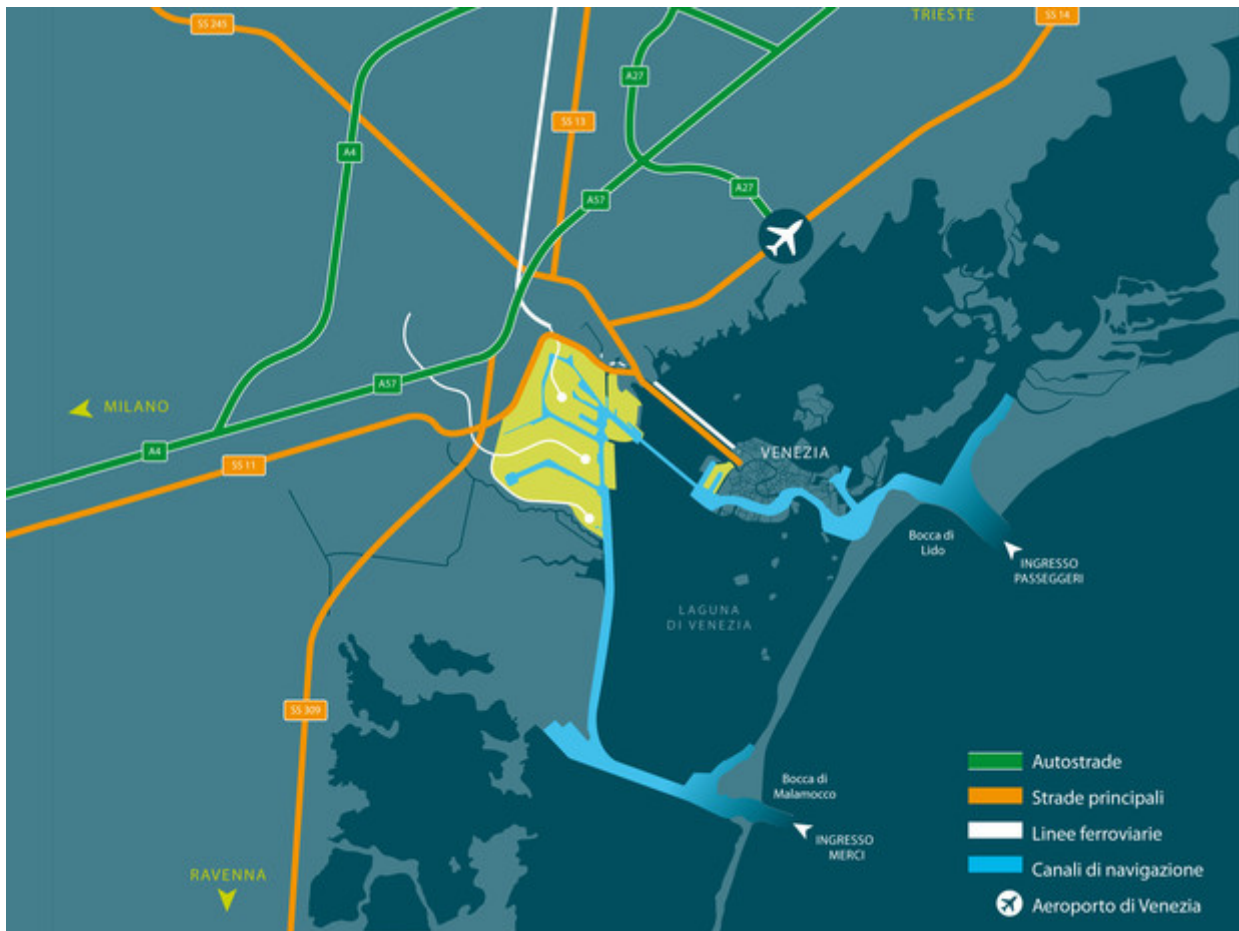 TRIESTE
SS 245
SS 14
A27
SS 13
A4
A27
A57
A57
MILANO
A4
SS 11
VENEZIA
Bocca di
Lido
INGRESSO
PASSEGGERI
LAGUNA
DI VENEZIA
SS 309
Bocca di
Malamocco
INGRESSO
MERCI
RAVENNA
Autostrade
Strade principali
Linee ferroviarie
Canali di navigazione
Aeroporto di Venezia